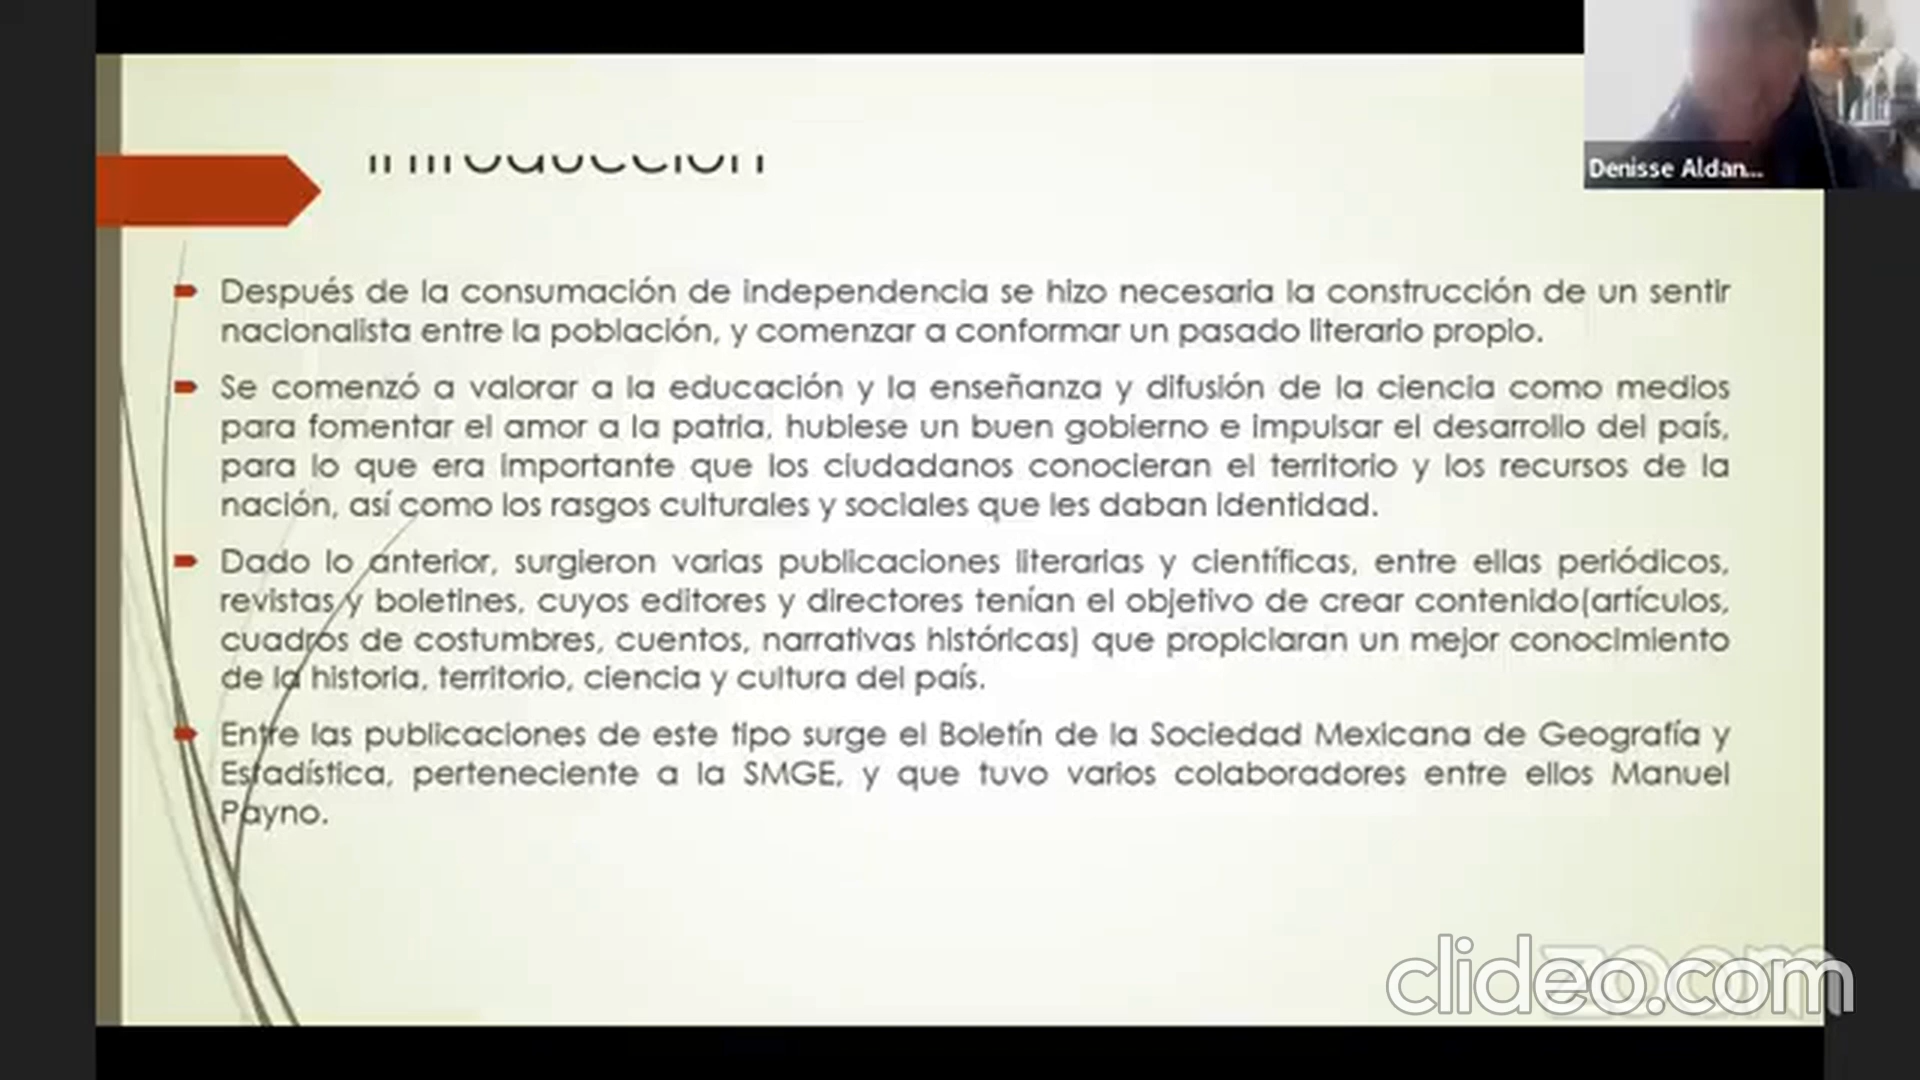 Introducción
Denisse Aldan...
Después de la consumación de independencia se hizo necesaria la construcción de un sentir
nacionalista entre la población, y comenzar a conformar un pasado literario propio.
Se comenzó a valorar a la educación y la enseñanza y difusión de la ciencia como medios
para fomentar el amor a la patria, hubiese un buen gobierno e impulsar el desarrollo del país,
para lo que era importante que los ciudadanos conocieran el territorio y los recursos de la
nación, así como los rasgos culturales y sociales que les daban identidad.
Dado lo anterior, surgieron varias publicaciones literarias y científicas, entre ellas periódicos,
revistas y boletines, cuyos editores y directores tenían el objetivo de crear contenido(artículos,
cuadros de costumbres, cuentos, narrativas históricas) que propiciaran un mejor conocimiento
de la historia, territorio, ciencia y cultura del país.
Entre las publicaciones de este tipo surge el Boletín de la Sociedad Mexicana de Geografía y
Estadística, perteneciente a la SMGE, y que tuvo varios colaboradores entre ellos Manuel
Payno.
zoom
clideo.com